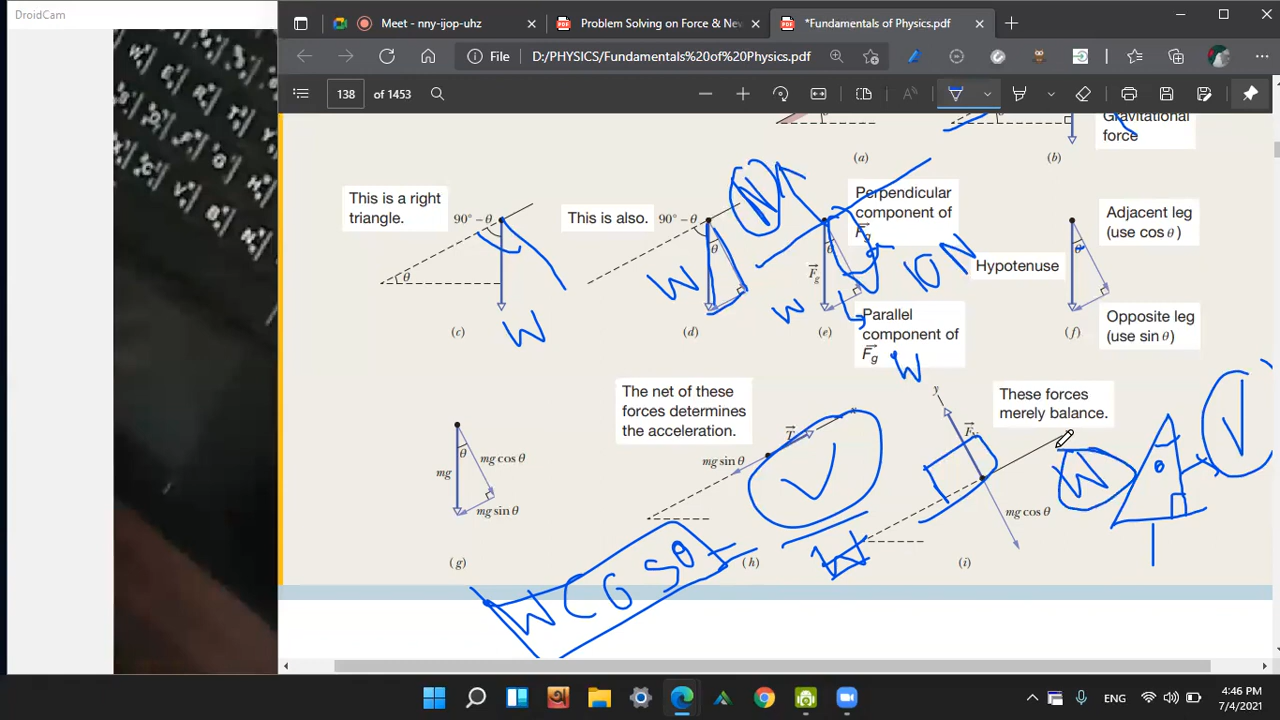 DroidCam
Meet - nny-ijop-uhz
Problem Solving on Force & Nev
*Fundamentals of Physics.pdf
File
D:/PHYSICS/Fundamentals%20of%20Physics.pdf
138
of 1453
Gravitational
force
(a)
(b)
This is a right
triangle.
90° – θ
θ
W
(c)
This is also.
90° – θ
θ
W
(d)
N
Perpendicular
component of
F⃗g
θ
F⃗g
W
10 N
Parallel
component of
F⃗g
W
(e)
Hypotenuse
θ
Adjacent leg
(use cos θ )
Opposite leg
(use sin θ )
(f)
mg
θ
mg cos θ
mg sin θ
(g)
The net of these
forces determines
the acceleration.
T⃗
x
mg sin θ
(h)
W
W cos θ =
y
These forces
merely balance.
mg cos θ
(i)
W
θ
ENG
4:46 PM
7/4/2021